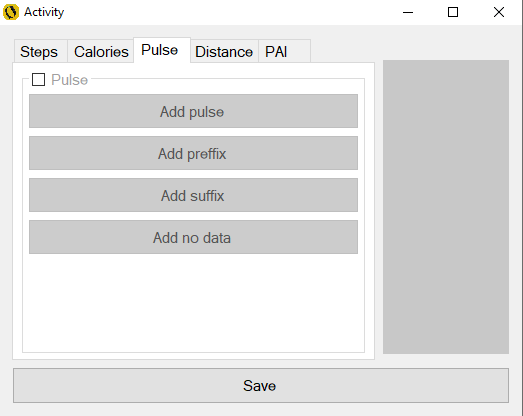 Activity
Steps Calories Pulse Distance PAI
Pulse
Add pulse
Add preffix
Add suffix
Add no data
Save